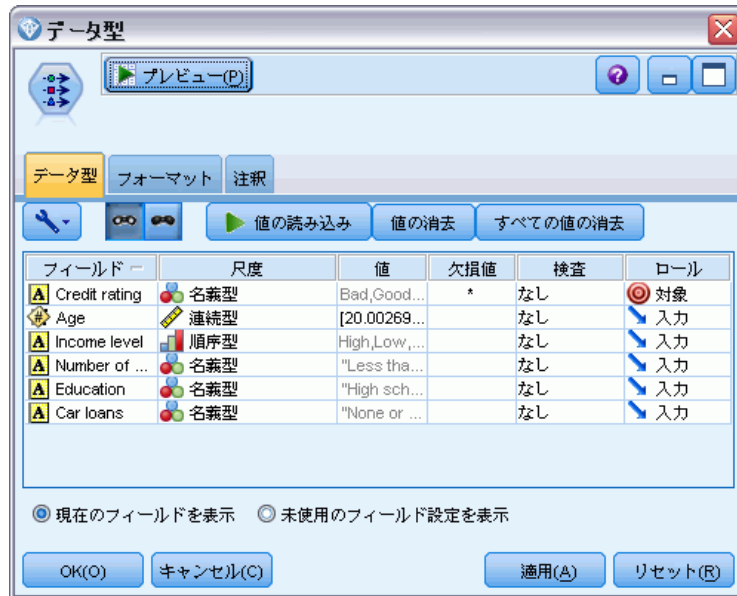 データ型
プレビュー(P)
データ型 フォーマット 注釈
値の読み込み 値の消去 すべての値の消去
フィールド 尺度 値 欠損値 検査 ロール
Credit rating 名義型 Bad,Good... * なし 対象
Age 連続型 [20.00269... なし 入力
Income level 順序型 High,Low,... なし 入力
Number of ... 名義型 "Less tha... なし 入力
Education 名義型 "High sch... なし 入力
Car loans 名義型 "None or ... なし 入力
現在のフィールドを表示 未使用のフィールド設定を表示
OK(O) キャンセル(C) 適用(A) リセット(R)